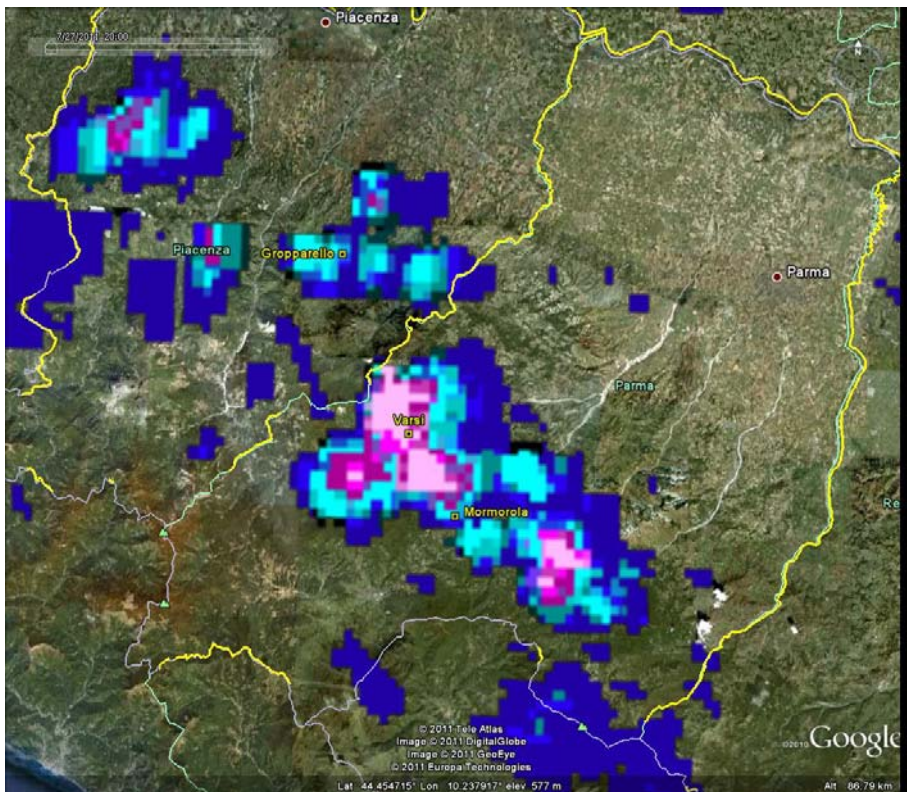 Piacenza
7/27/2011 20:00
N
Piacenza
Gropparello
Parma
Parma
Varsi
Mormorola
Re
© 2011 Tele Atlas
Image © 2011 DigitalGlobe
Image © 2011 GeoEye
© 2011 Europa Technologies
©2010 Google
Lat 44.454715° Lon 10.237917° elev 577 m
Alt 86.79 km